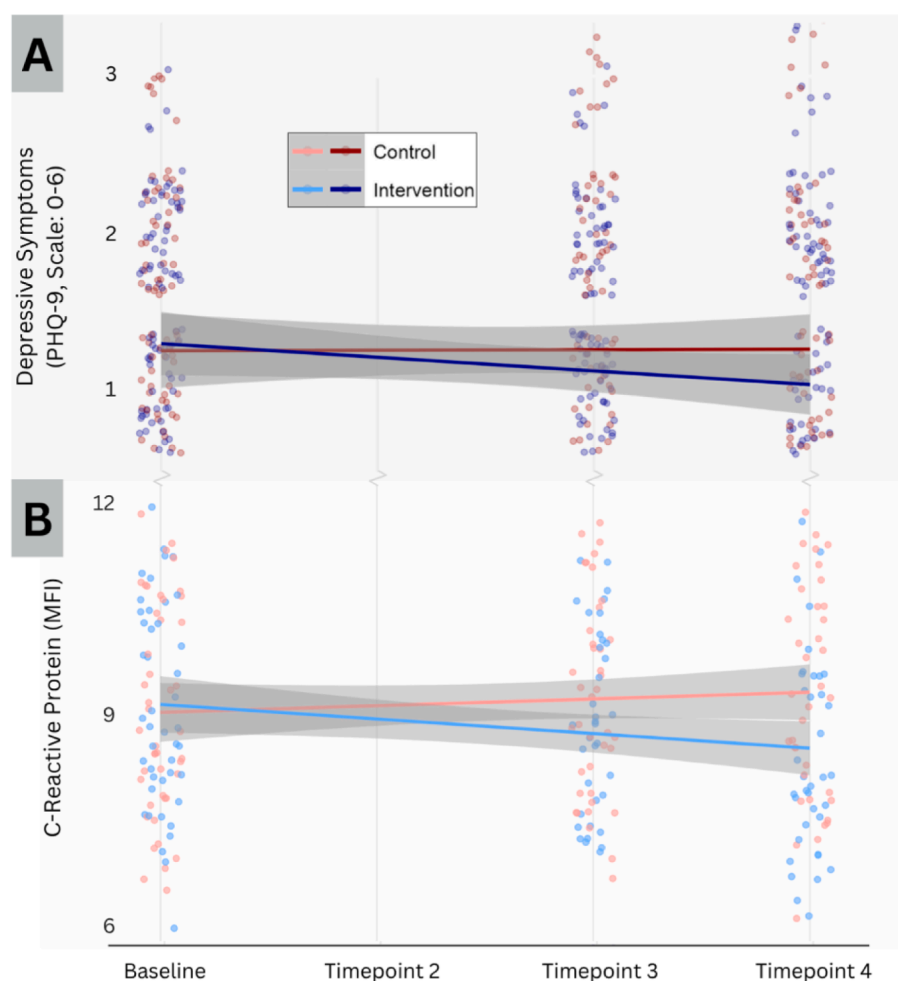 A
3
2
1
Depressive Symptoms
(PHQ-9, Scale: 0-6)
Control
Intervention
B
12
9
6
C-Reactive Protein (MFI)
Baseline Timepoint 2 Timepoint 3 Timepoint 4